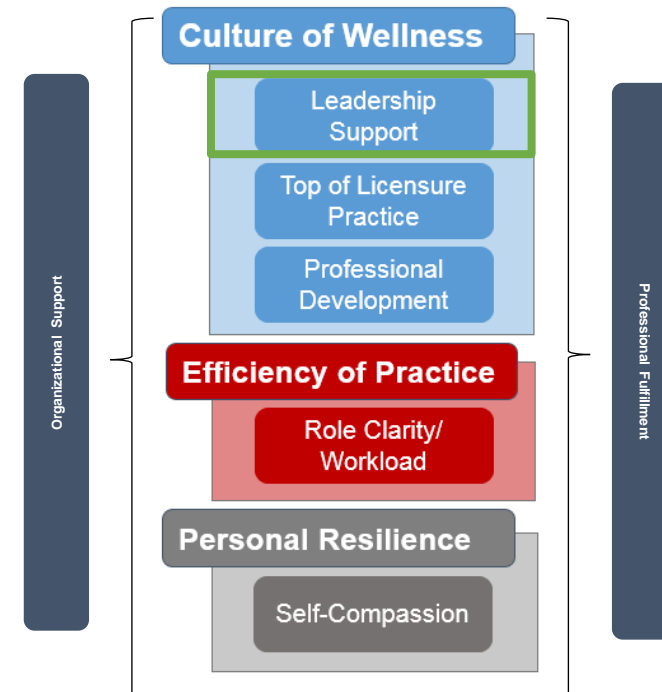 Culture of Wellness
Leadership
Support
Top of Licensure
Practice
Professional
Development
Efficiency of Practice
Role Clarity/
Workload
Personal Resilience
Self-Compassion
Organizational Support
Professional Fulfillment